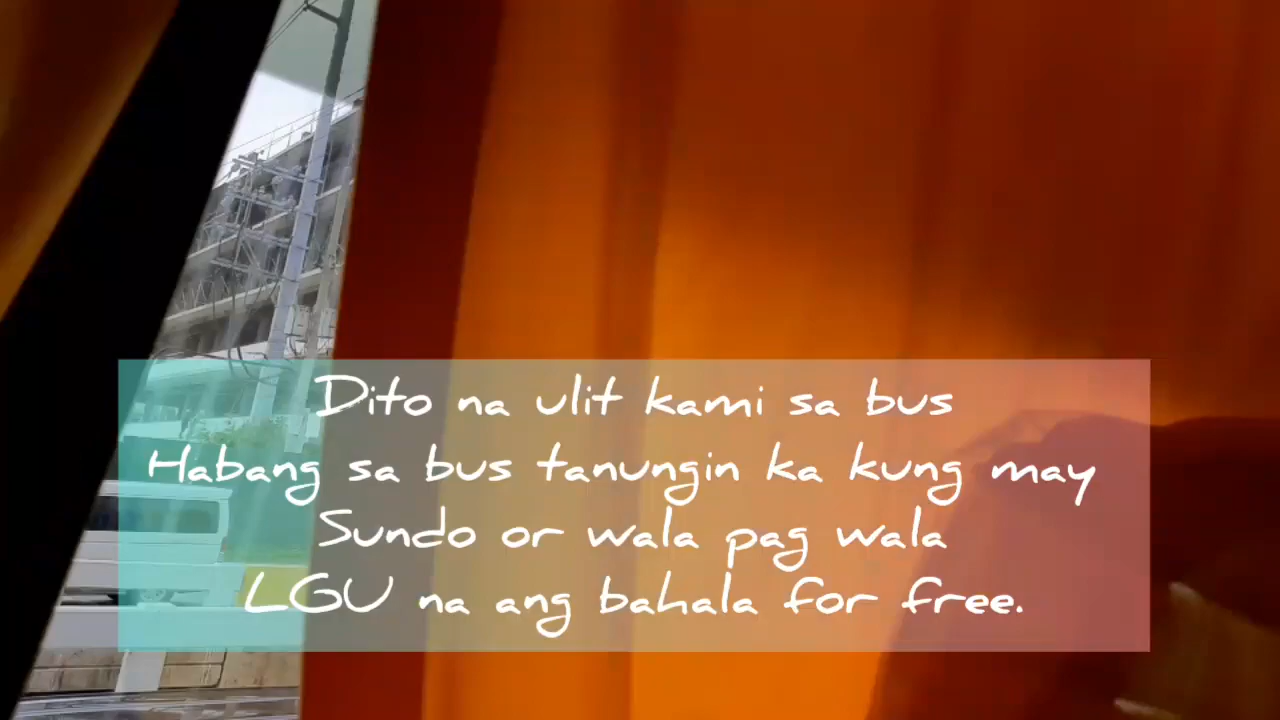 Dito na ulit kami sa bus
Habang sa bus tanungin ka kung may
Sundo or wala pag wala
LGU na ang bahala for free.